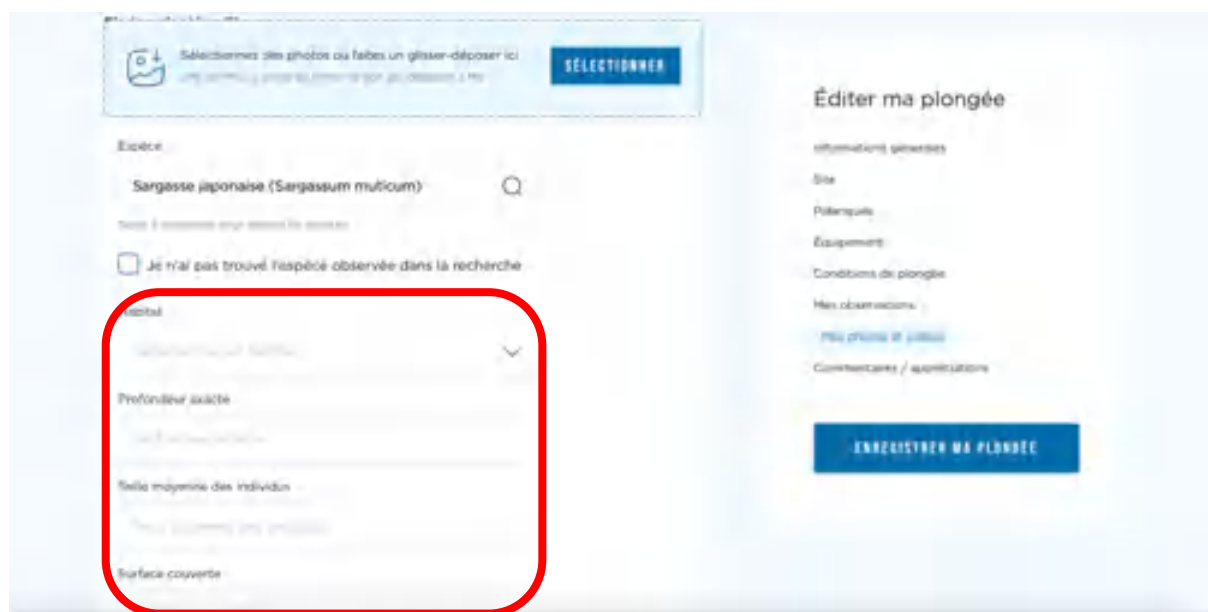 Sélectionnez des photos ou faites un glisser-déposer ici
SÉLECTIONNER
Espèce
Sargasse japonaise (Sargassum muticum)
Je n'ai pas trouvé l'espèce observée dans la recherche
Habitat
Profondeur exacte
Taille moyenne des individus
Surface couverte
Éditer ma plongée
Informations générales
Site
Palanquée
Équipement
Conditions de plongée
Mes observations
Mes photos et vidéos
Commentaires / appréciations
ENREGISTRER MA PLONGÉE